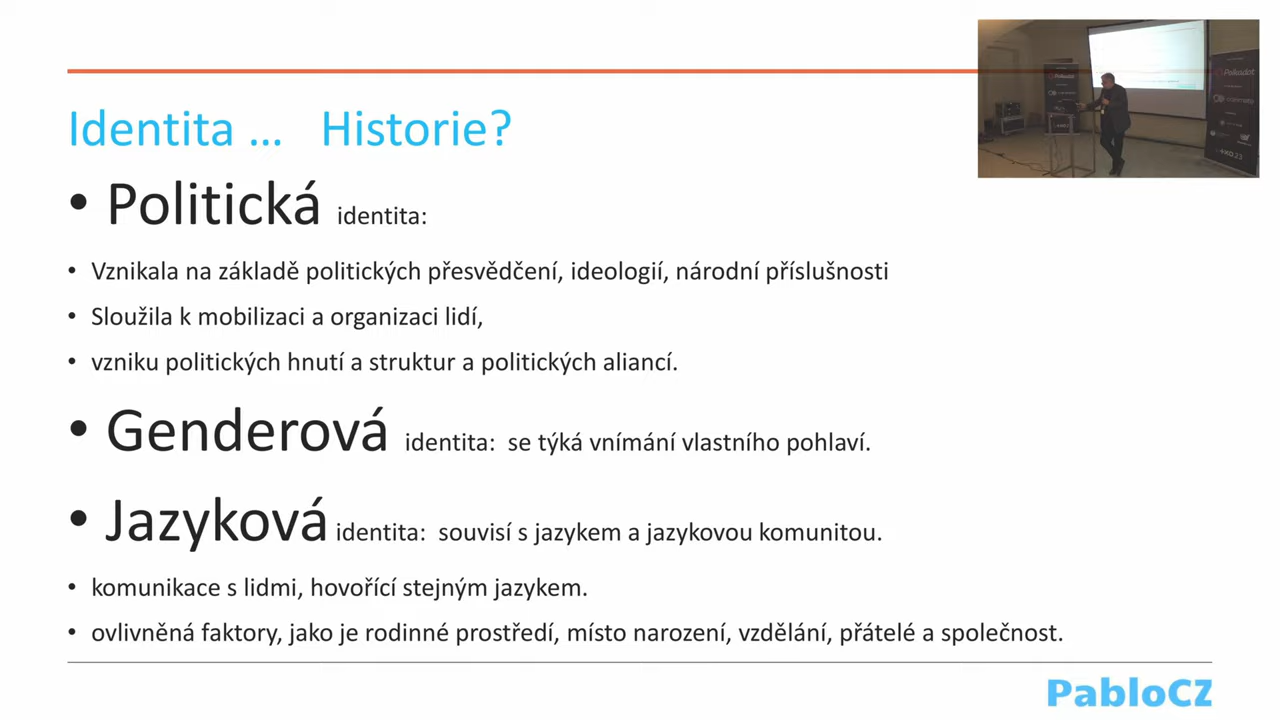 Identita ... Historie?
• Politická identita:
• Vznikala na základě politických přesvědčení, ideologií, národní příslušnosti
• Sloužila k mobilizaci a organizaci lidí,
• vzniku politických hnutí a struktur a politických aliancí.
• Genderová identita: se týká vnímání vlastního pohlaví.
• Jazyková identita: souvisí s jazykem a jazykovou komunitou.
• komunikace s lidmi, hovořící stejným jazykem.
• ovlivněná faktory, jako je rodinné prostředí, místo narození, vzdělání, přátelé a společnost.
PabloCZ
Polkadot